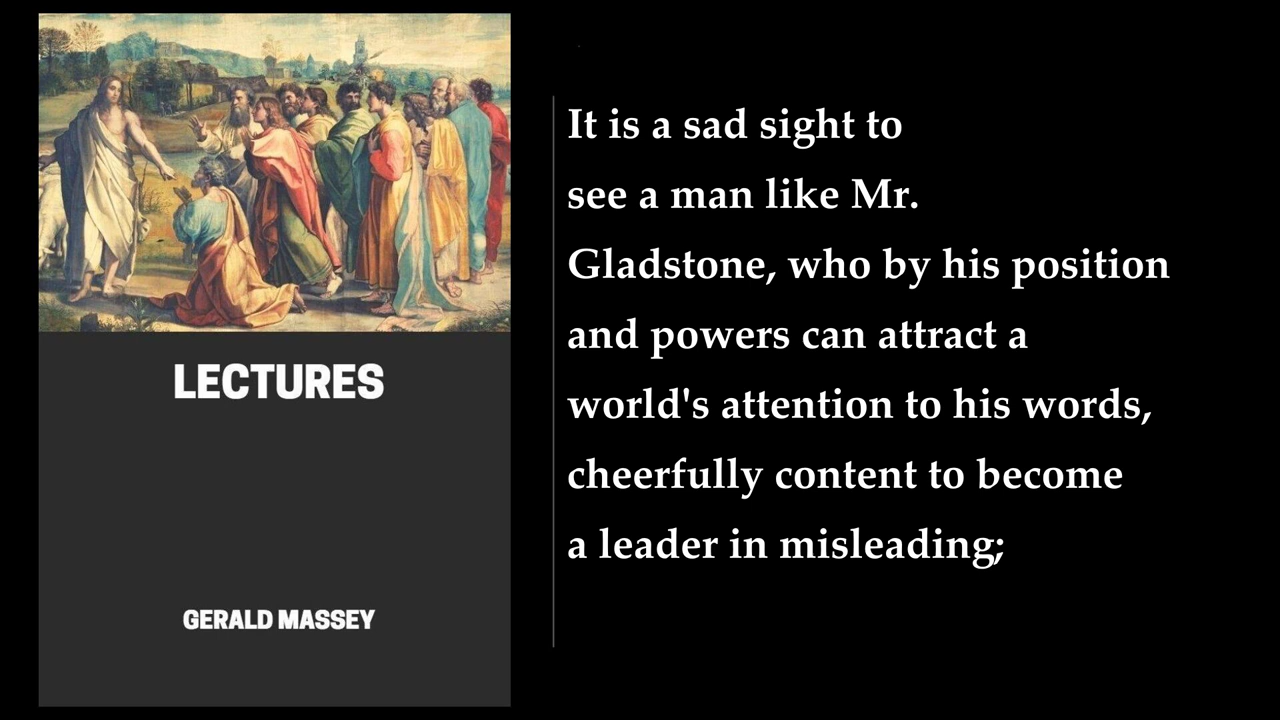 LECTURES
GERALD MASSEY
It is a sad sight to
see a man like Mr.
Gladstone, who by his position
and powers can attract a
world's attention to his words,
cheerfully content to become
a leader in misleading;